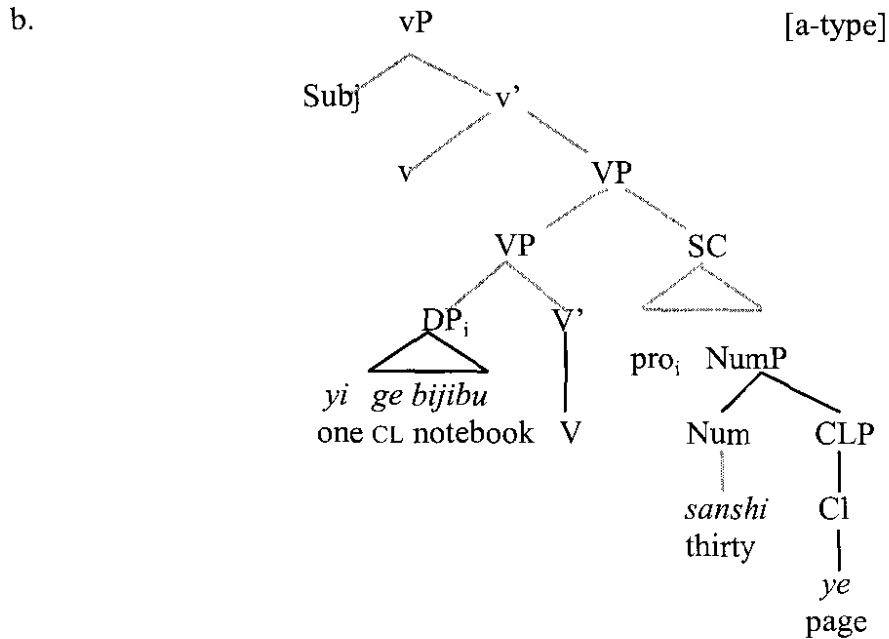 b. vP [a-type]
Subj v'
v VP
VP SC
DPi V'
proi NumP
yi ge bijibu
one CL notebook V Num CLP
sanshi Cl
thirty
ye
page